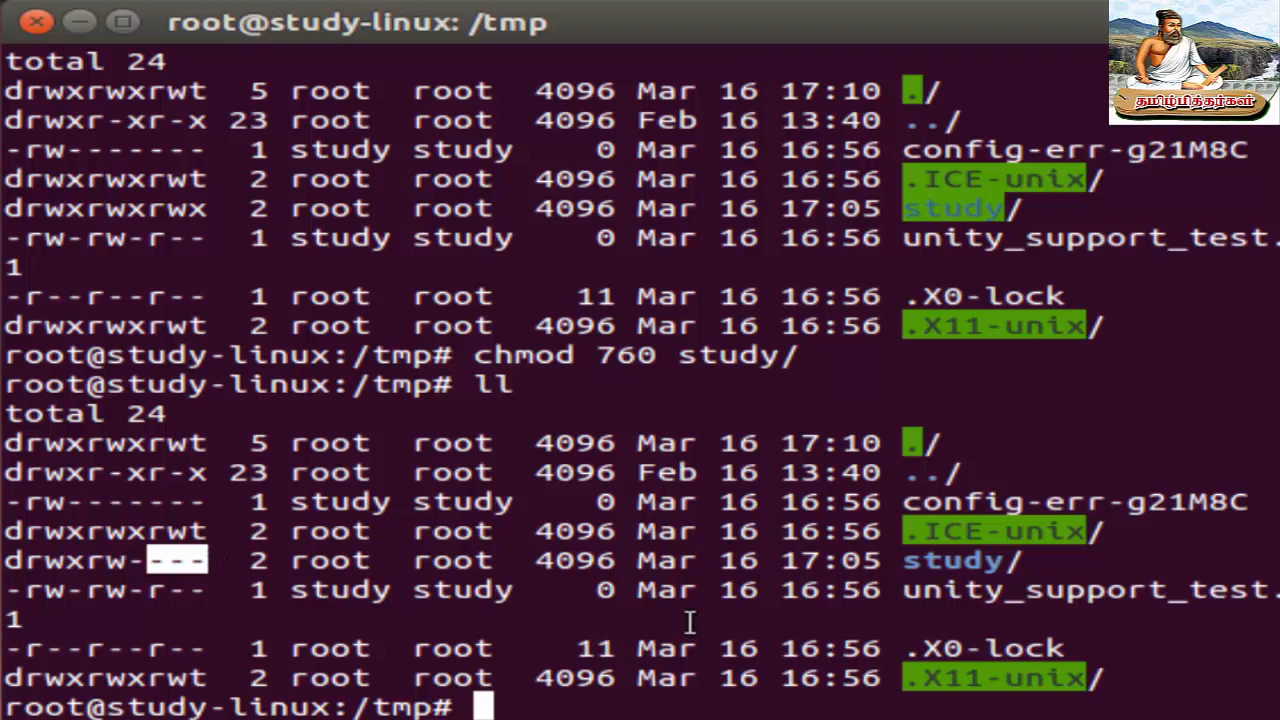 root@study-linux: /tmp
total 24
drwxrwxrwt 5 root root 4096 Mar 16 17:10 ./
drwxr-xr-x 23 root root 4096 Feb 16 13:40 ../
-rw------- 1 study study 0 Mar 16 16:56 config-err-g21M8C
drwxrwxrwt 2 root root 4096 Mar 16 16:56 .ICE-unix/
drwxrwxrwx 2 root root 4096 Mar 16 17:05 study/
-rw-rw-r-- 1 study study 0 Mar 16 16:56 unity_support_test.
1
-r--r--r-- 1 root root 11 Mar 16 16:56 .X0-lock
drwxrwxrwt 2 root root 4096 Mar 16 16:56 .X11-unix/
root@study-linux:/tmp# chmod 760 study/
root@study-linux:/tmp# ll
total 24
drwxrwxrwt 5 root root 4096 Mar 16 17:10 ./
drwxr-xr-x 23 root root 4096 Feb 16 13:40 ../
-rw------- 1 study study 0 Mar 16 16:56 config-err-g21M8C
drwxrwxrwt 2 root root 4096 Mar 16 16:56 .ICE-unix/
drwxrw---- 2 root root 4096 Mar 16 17:05 study/
-rw-rw-r-- 1 study study 0 Mar 16 16:56 unity_support_test.
1
-r--r--r-- 1 root root 11 Mar 16 16:56 .X0-lock
drwxrwxrwt 2 root root 4096 Mar 16 16:56 .X11-unix/
root@study-linux:/tmp#
தமிழ்பித்தர்கள்